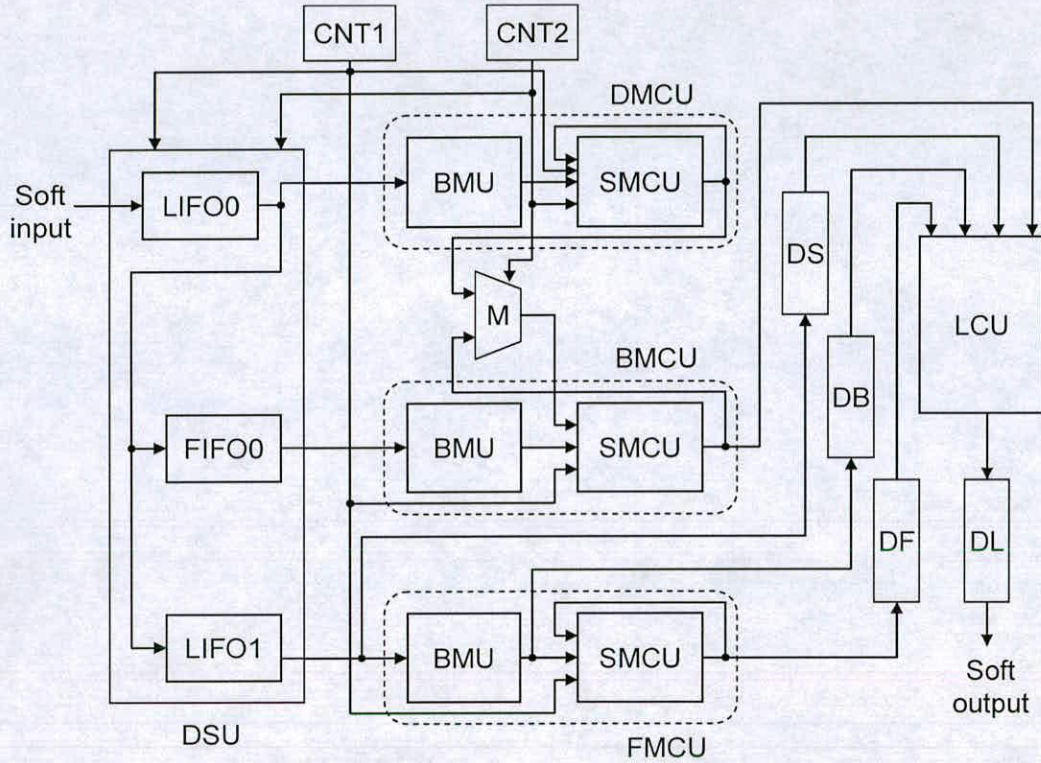 CNT1
CNT2
DMCU
Soft
input
LIFO0
BMU
SMCU
DS
LCU
M
BMCU
DB
FIFO0
BMU
SMCU
DF
DL
LIFO1
BMU
SMCU
Soft
output
DSU
FMCU